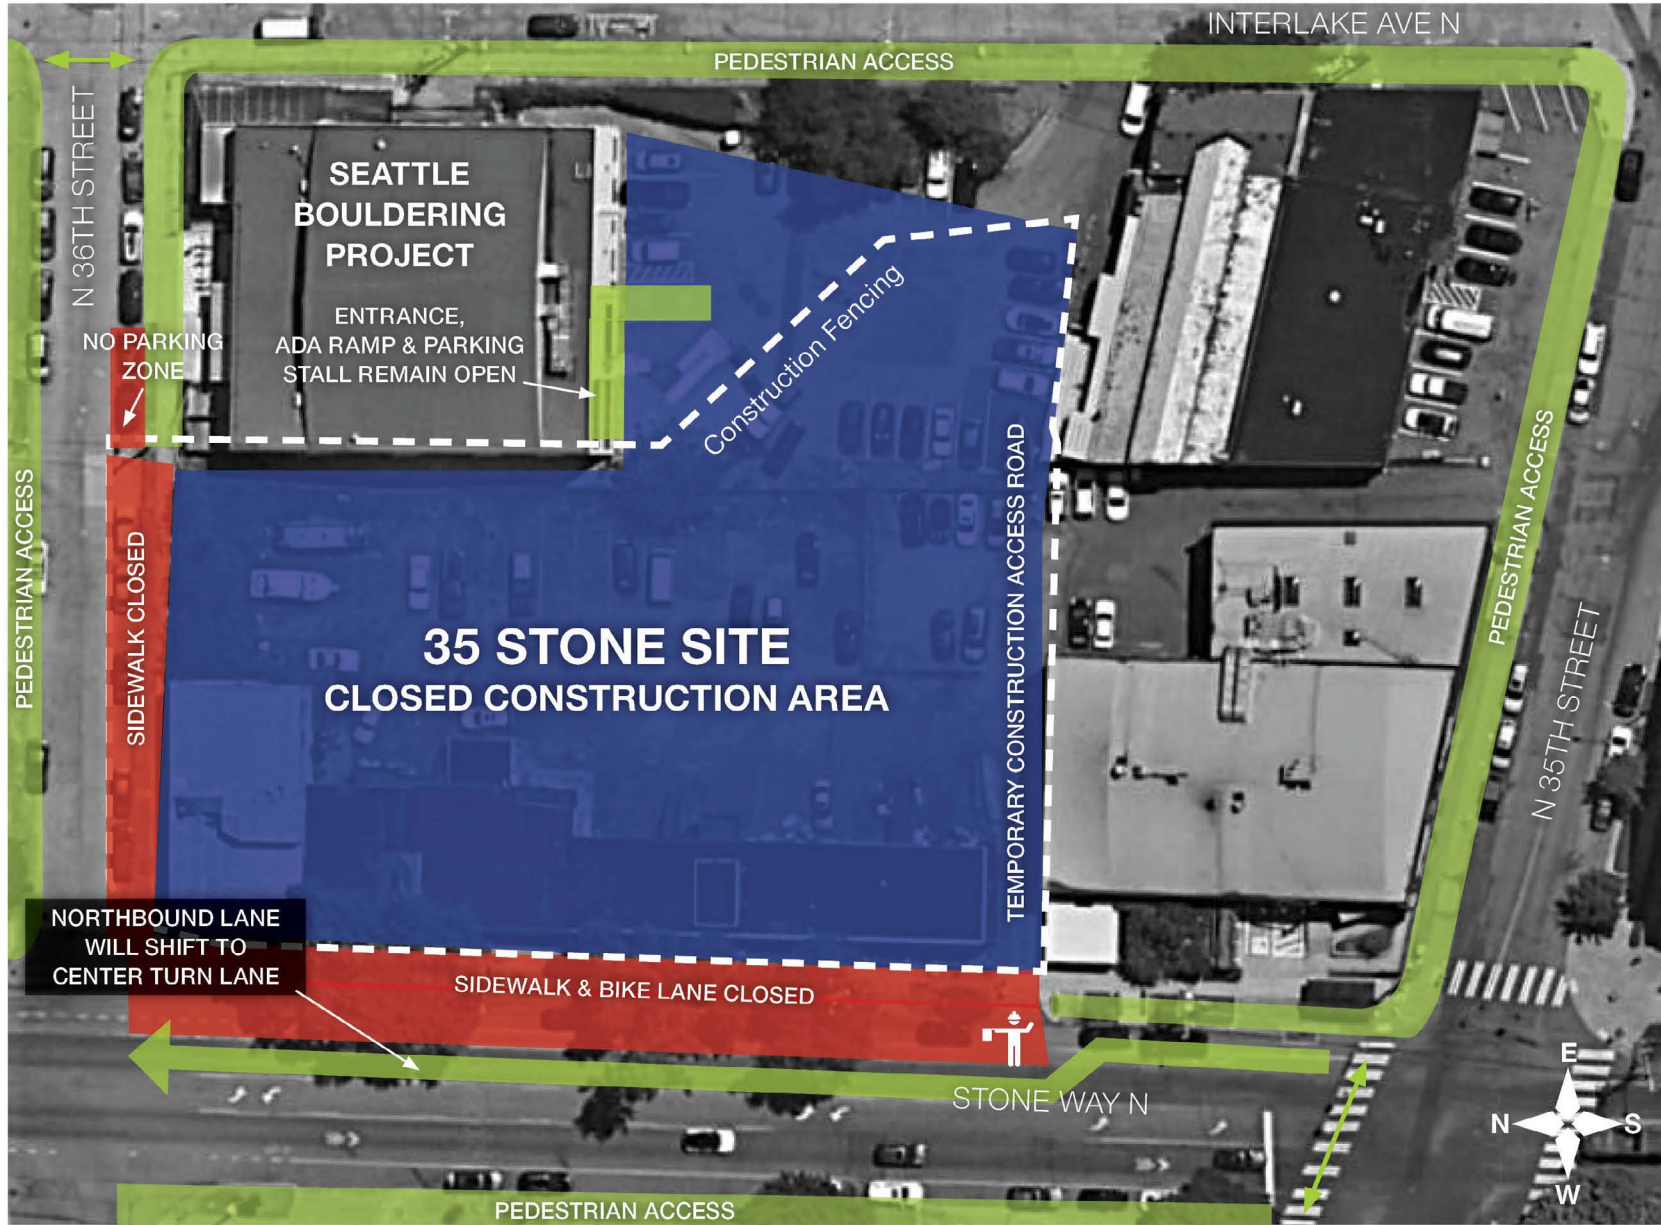 INTERLAKE AVE N
PEDESTRIAN ACCESS
N 36TH STREET
SEATTLE
BOULDERING
PROJECT
ENTRANCE,
ADA RAMP & PARKING
STALL REMAIN OPEN
NO PARKING
ZONE
Construction Fencing
TEMPORARY CONSTRUCTION ACCESS ROAD
PEDESTRIAN ACCESS
N 35TH STREET
PEDESTRIAN ACCESS
SIDEWALK CLOSED
35 STONE SITE
CLOSED CONSTRUCTION AREA
NORTHBOUND LANE
WILL SHIFT TO
CENTER TURN LANE
SIDEWALK & BIKE LANE CLOSED
STONE WAY N
E
N
S
W
PEDESTRIAN ACCESS